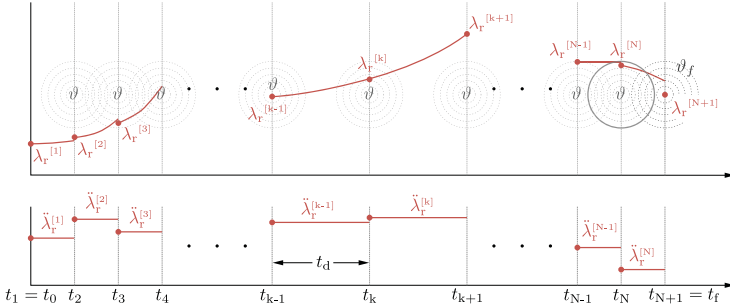 λr[k+1]
λr[N-1] λr[N]
λr[k] ϑf
ϑ ϑ ϑ ϑ ϑ ϑ ϑ ϑ
λr[k-1] λr[N+1]
λr[1] λr[2] λr[3]
λ̈r[1] λ̈r[2] λ̈r[3] λ̈r[k-1] λ̈r[k] λ̈r[N-1] λ̈r[N]
td
t1 = t0 t2 t3 t4 tk-1 tk tk+1 tN-1 tN tN+1 = tf